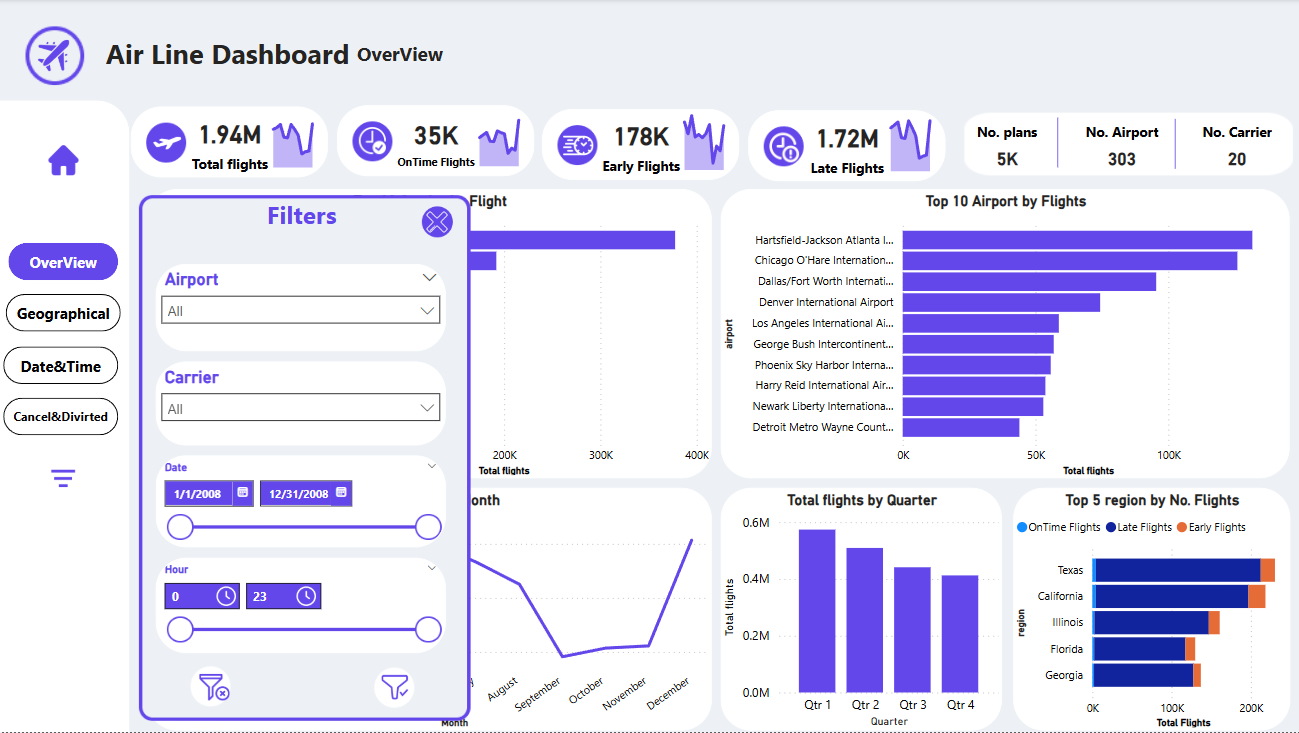 Air Line Dashboard OverView
1.94M
Total flights
35K
OnTime Flights
178K
Early Flights
1.72M
Late Flights
No. plans
5K
No. Airport
303
No. Carrier
20
OverView
Geographical
Date&Time
Cancel&Divirted
Filters
Airport
All
Carrier
All
Date
1/1/2008
12/31/2008
Hour
0
23
Flight
200K
300K
400K
Total flights
Top 10 Airport by Flights
airport
Hartsfield-Jackson Atlanta I...
Chicago O'Hare Internation...
Dallas/Fort Worth Internati...
Denver International Airport
Los Angeles International Ai...
George Bush Intercontinent...
Phoenix Sky Harbor Interna...
Harry Reid International Air...
Newark Liberty Internationa...
Detroit Metro Wayne Count...
0K
50K
100K
Total flights
onth
August
September
October
November
December
Month
Total flights by Quarter
Total flights
0.6M
0.4M
0.2M
0.0M
Qtr 1
Qtr 2
Qtr 3
Qtr 4
Quarter
Top 5 region by No. Flights
OnTime Flights
Late Flights
Early Flights
region
Texas
California
Illinois
Florida
Georgia
0K
100K
200K
Total Flights